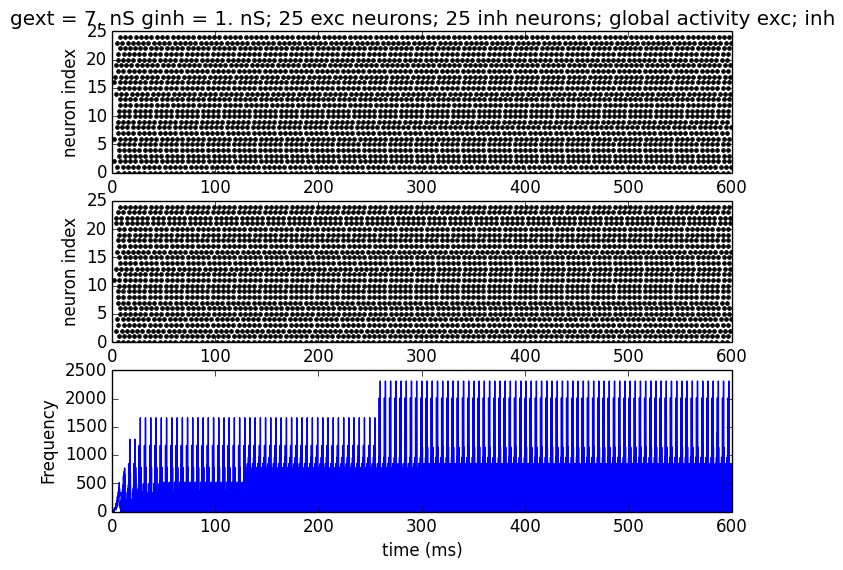 gext = 7. nS ginh = 1. nS; 25 exc neurons; 25 inh neurons; global activity exc; inh
25
20
15
10
5
0
neuron index
0 100 200 300 400 500 600
25
20
15
10
5
0
neuron index
0 100 200 300 400 500 600
2500
2000
1500
1000
500
0
Frequency
0 100 200 300 400 500 600
time (ms)